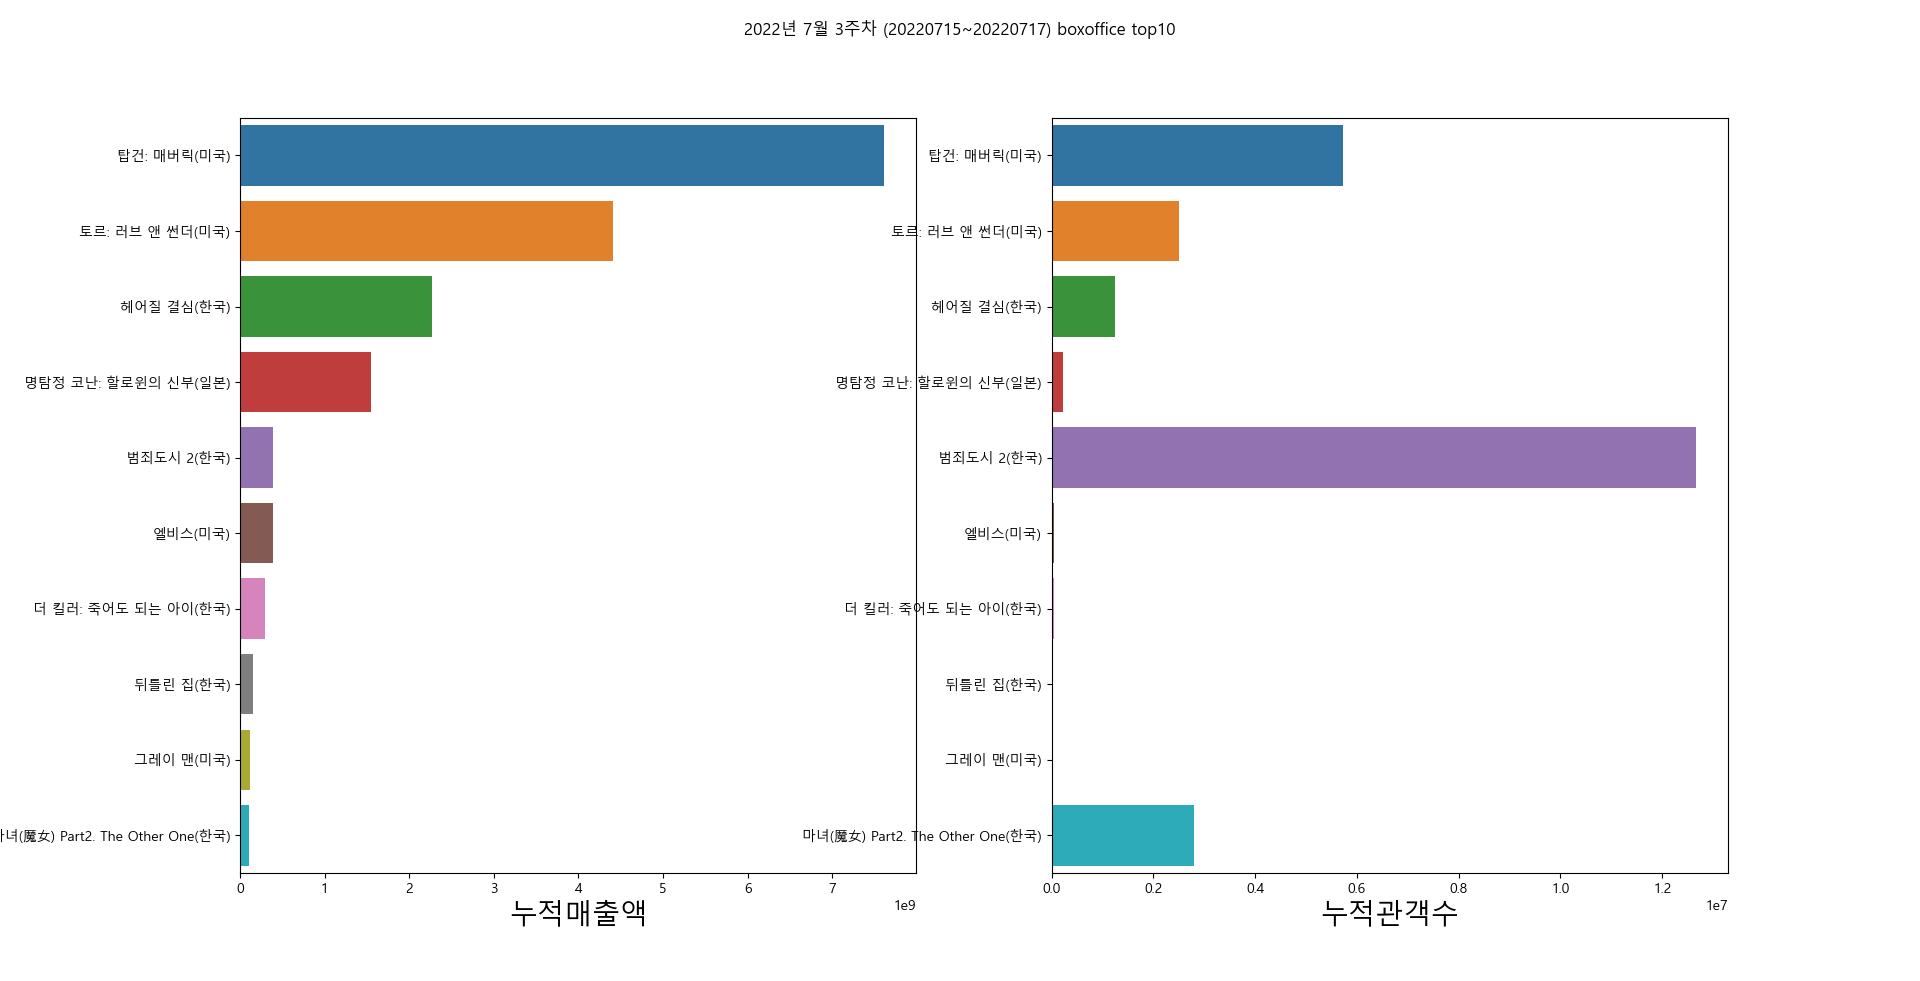 2022년 7월 3주차 (20220715~20220717) boxoffice top10
탑건: 매버릭(미국)
토르: 러브 앤 썬더(미국)
헤어질 결심(한국)
명탐정 코난: 할로윈의 신부(일본)
범죄도시 2(한국)
엘비스(미국)
더 킬러: 죽어도 되는 아이(한국)
뒤틀린 집(한국)
그레이 맨(미국)
마녀(魔女) Part2. The Other One(한국)
0 1 2 3 4 5 6 7
1e9
누적매출액
탑건: 매버릭(미국)
토르: 러브 앤 썬더(미국)
헤어질 결심(한국)
명탐정 코난: 할로윈의 신부(일본)
범죄도시 2(한국)
엘비스(미국)
더 킬러: 죽어도 되는 아이(한국)
뒤틀린 집(한국)
그레이 맨(미국)
마녀(魔女) Part2. The Other One(한국)
0.0 0.2 0.4 0.6 0.8 1.0 1.2
1e7
누적관객수